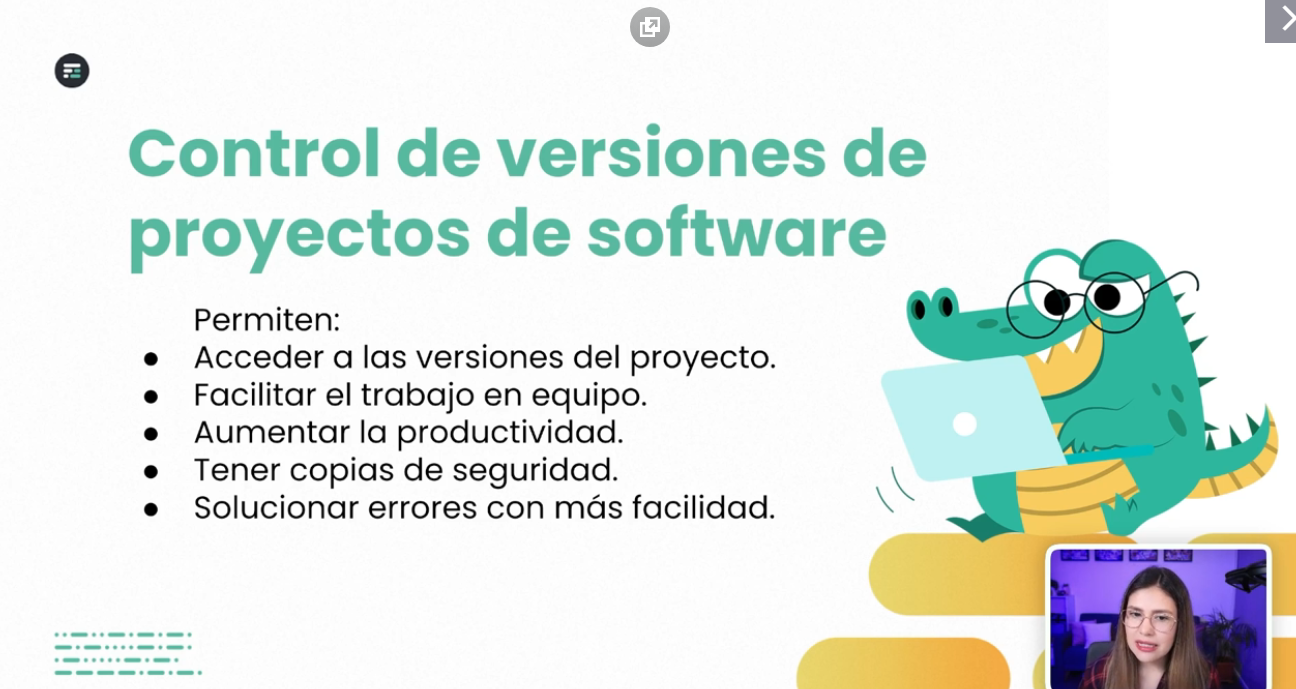 Control de versiones de
proyectos de software
Permiten:
● Acceder a las versiones del proyecto.
● Facilitar el trabajo en equipo.
● Aumentar la productividad.
● Tener copias de seguridad.
● Solucionar errores con más facilidad.